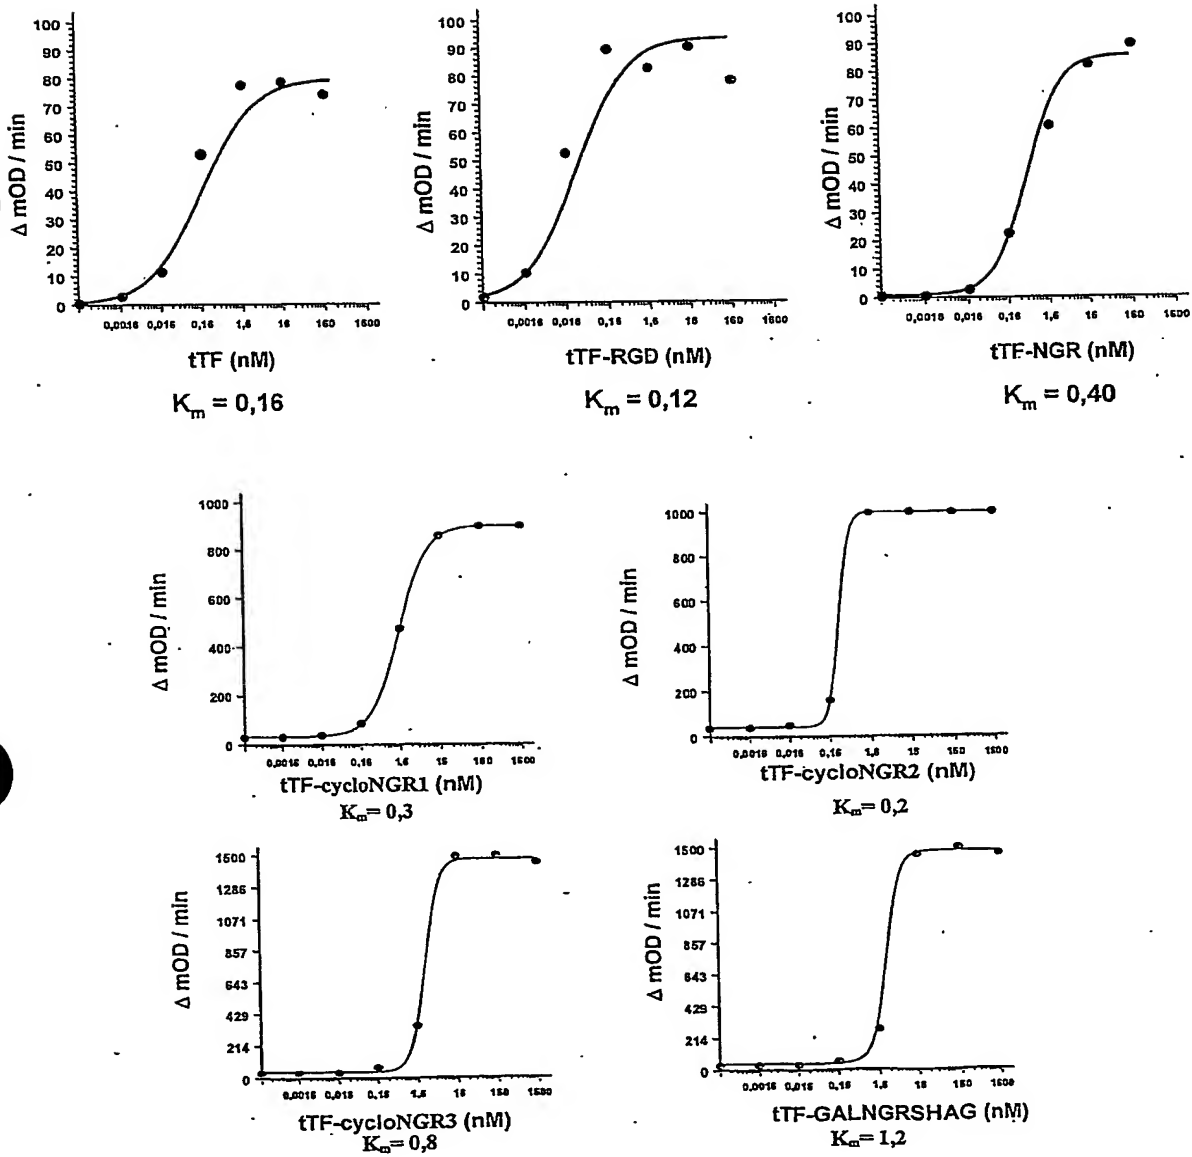 Δ mOD / min
100
90
80
70
60
50
40
30
20
10
0
0,0016 0,016 0,16 1,6 16 160 1600
tTF (nM)
Km = 0,16
Δ mOD / min
100
90
80
70
60
50
40
30
20
10
0
0,0016 0,016 0,16 1,6 16 160 1600
tTF-RGD (nM)
Km = 0,12
Δ mOD / min
100
90
80
70
60
50
40
30
20
10
0
0,0016 0,016 0,16 1,6 16 160 1600
tTF-NGR (nM)
Km = 0,40
Δ mOD / min
1000
800
600
400
200
0
0,0016 0,016 0,16 1,6 16 160 1600
tTF-cycloNGR1 (nM)
Km= 0,3
Δ mOD / min
1000
800
600
400
200
0
0,0016 0,016 0,16 1,6 16 160 1600
tTF-cycloNGR2 (nM)
Km= 0,2
Δ mOD / min
1500
1286
1071
857
643
429
214
0
0,0016 0,016 0,16 1,6 16 160 1600
tTF-cycloNGR3 (nM)
Km= 0,8
Δ mOD / min
1500
1286
1071
857
643
429
214
0
0,0016 0,016 0,16 1,6 16 160 1600
tTF-GALNGRSHAG (nM)
Km= 1,2